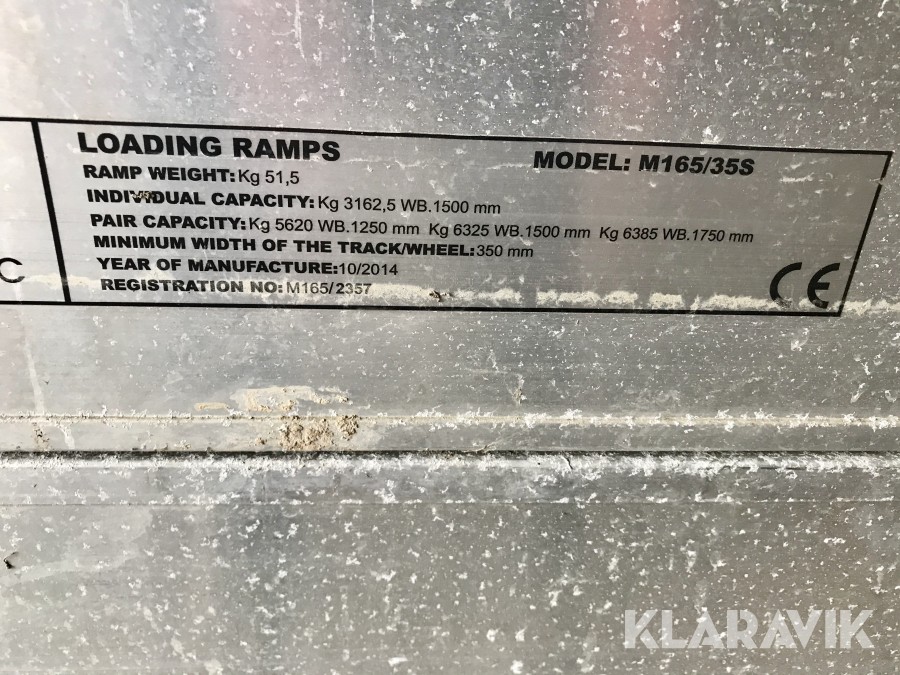 LOADING RAMPS
MODEL: M165/35S
RAMP WEIGHT:Kg 51,5
INDIVIDUAL CAPACITY: Kg 3162,5 WB.1500 mm
PAIR CAPACITY: Kg 5620 WB.1250 mm Kg 6325 WB.1500 mm Kg 6385 WB.1750 mm
MINIMUM WIDTH OF THE TRACK/WHEEL: 350 mm
YEAR OF MANUFACTURE:10/2014
C
REGISTRATION NO: M165/2357
CE
KLARAVIK